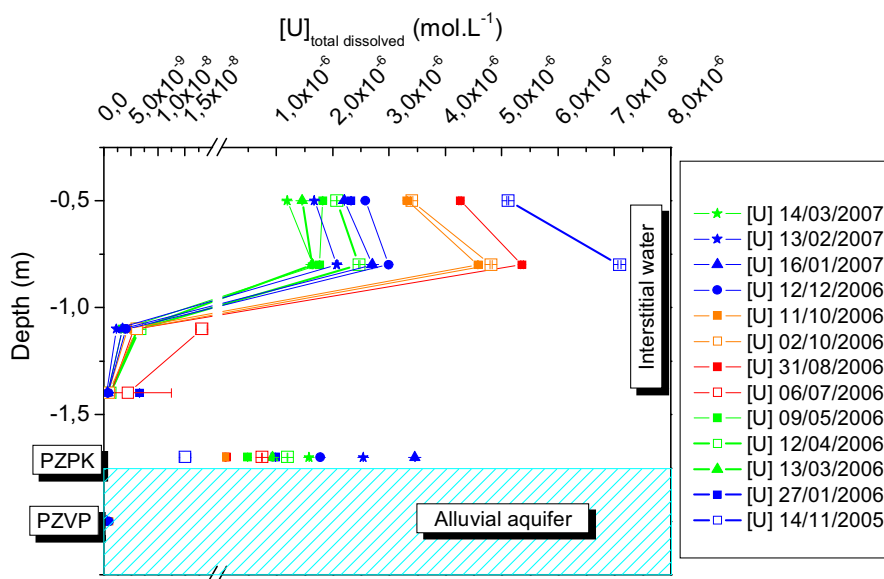 [U]total dissolved (mol.L-1)
0,0
5,0x10-9
1,0x10-8
1,5x10-8
1,0x10-6
2,0x10-6
3,0x10-6
4,0x10-6
5,0x10-6
6,0x10-6
7,0x10-6
8,0x10-6
Depth (m)
-0,5
-1,0
-1,5
PZPK
PZVP
Interstitial water
Alluvial aquifer
[U] 14/03/2007
[U] 13/02/2007
[U] 16/01/2007
[U] 12/12/2006
[U] 11/10/2006
[U] 02/10/2006
[U] 31/08/2006
[U] 06/07/2006
[U] 09/05/2006
[U] 12/04/2006
[U] 13/03/2006
[U] 27/01/2006
[U] 14/11/2005